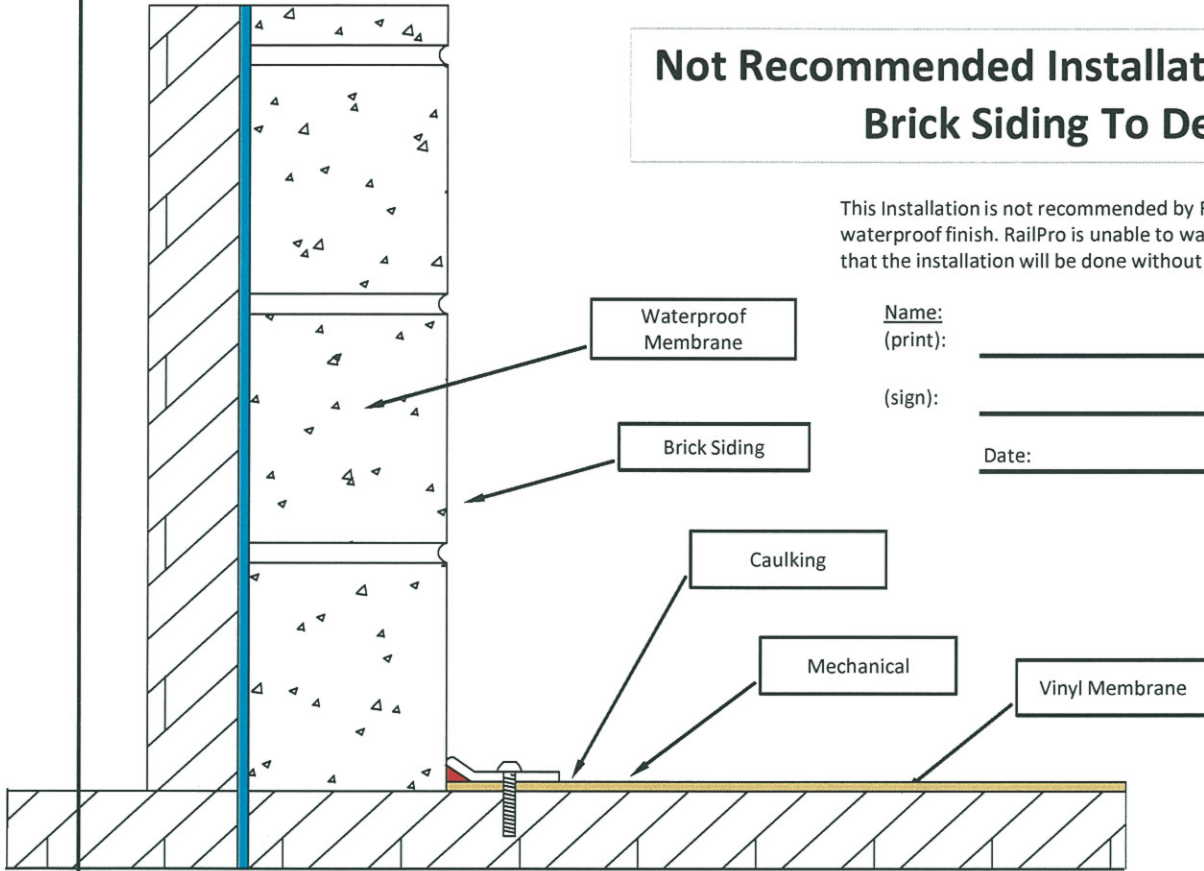 Not Recommended Installat
Brick Siding To De
This Installation is not recommended by
waterproof finish. RailPro is unable to wa
that the installation will be done without
Waterproof
Membrane
Name:
(print):
(sign):
Brick Siding
Date:
Caulking
Mechanical
Vinyl Membrane